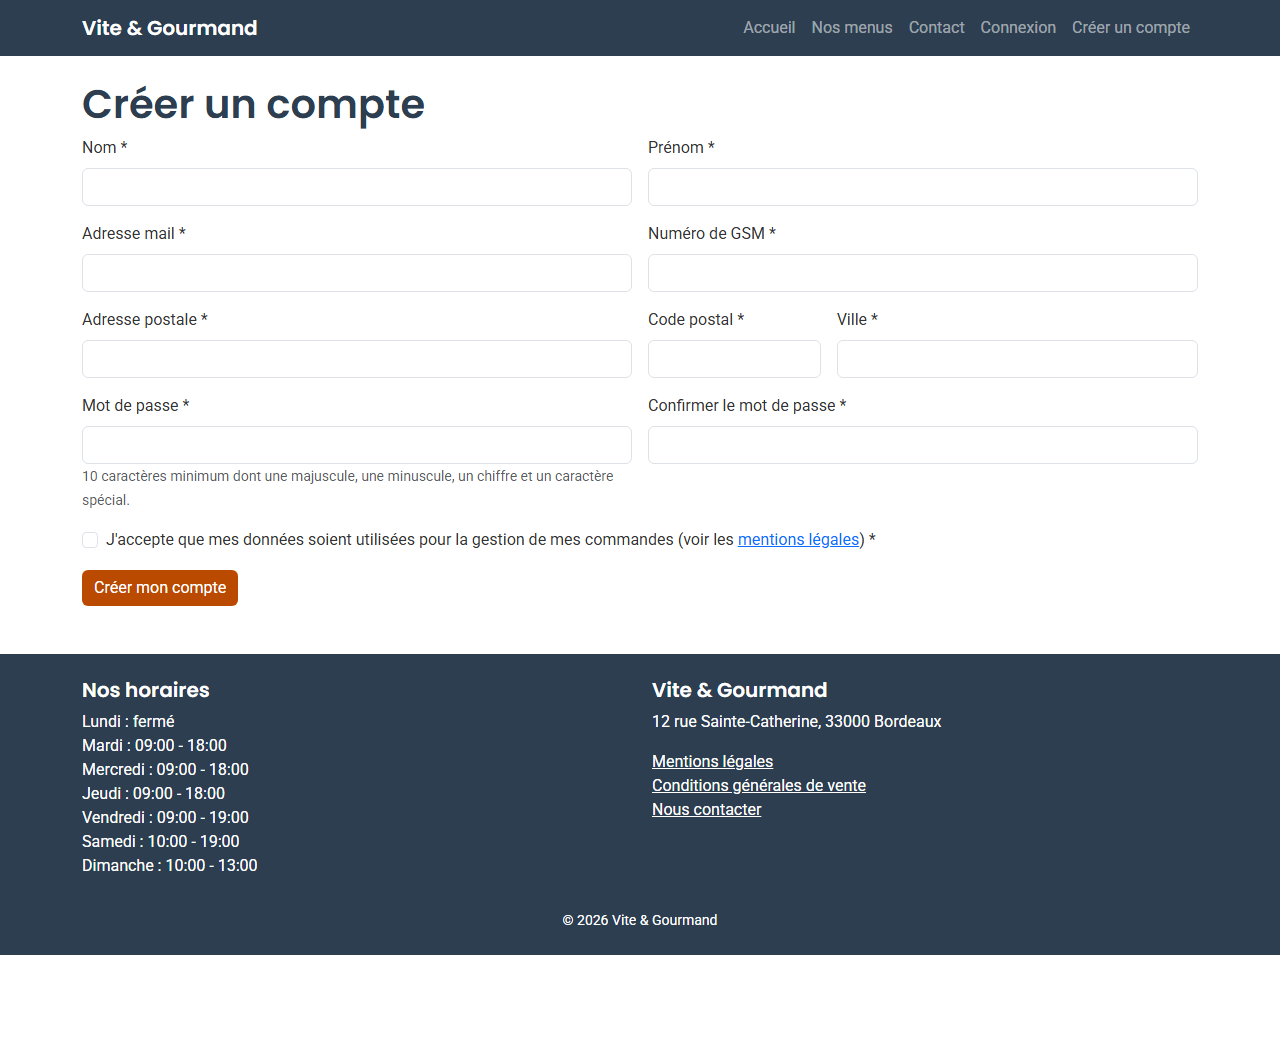 Vite & Gourmand
Accueil Nos menus Contact Connexion Créer un compte
Créer un compte
Nom * Prénom *
Adresse mail * Numéro de GSM *
Adresse postale * Code postal * Ville *
Mot de passe * Confirmer le mot de passe *
10 caractères minimum dont une majuscule, une minuscule, un chiffre et un caractère
spécial.
J'accepte que mes données soient utilisées pour la gestion de mes commandes (voir les mentions légales) *
Créer mon compte
Nos horaires
Lundi : fermé
Mardi : 09:00 - 18:00
Mercredi : 09:00 - 18:00
Jeudi : 09:00 - 18:00
Vendredi : 09:00 - 19:00
Samedi : 10:00 - 19:00
Dimanche : 10:00 - 13:00
Vite & Gourmand
12 rue Sainte-Catherine, 33000 Bordeaux
Mentions légales
Conditions générales de vente
Nous contacter
© 2026 Vite & Gourmand